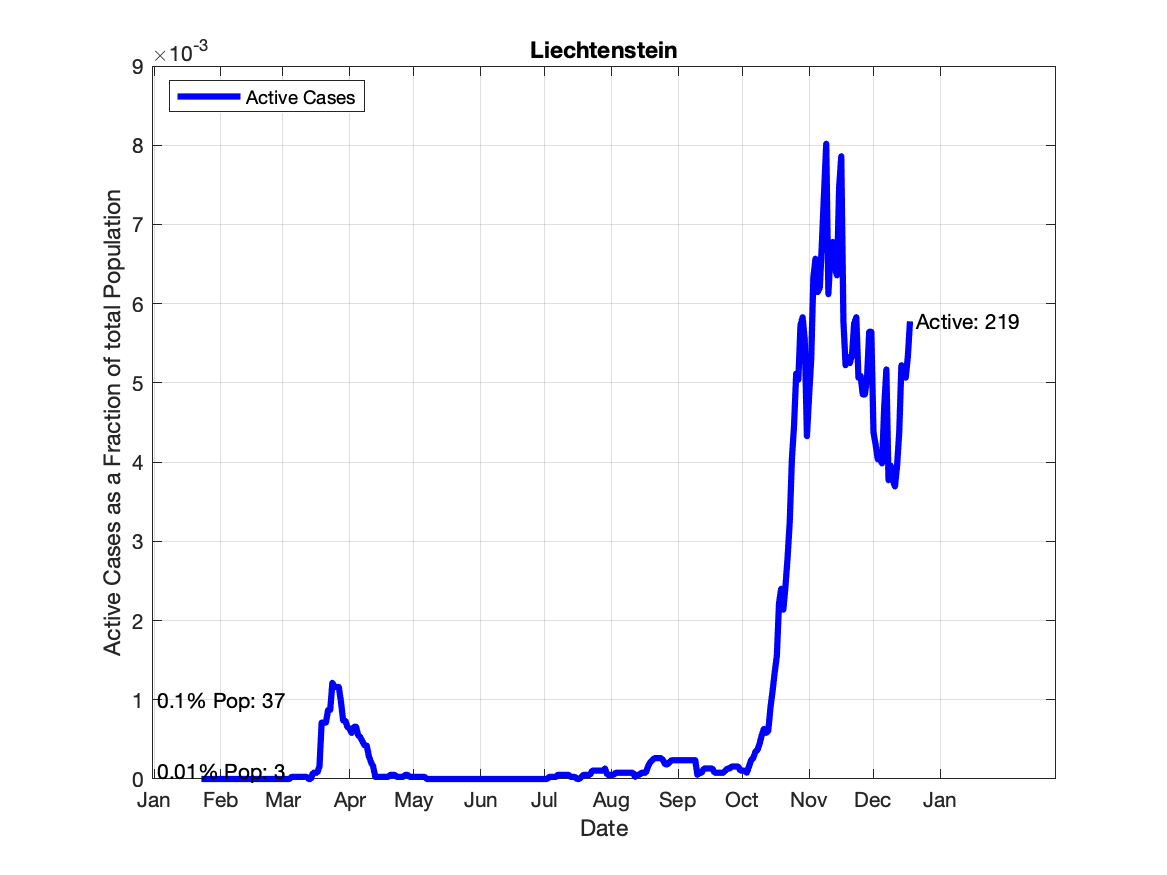 Liechtenstein
×10-3
Active Cases
9
8
7
6
5
4
3
2
1
0
Active Cases as a Fraction of total Population
Active: 219
0.1% Pop: 37
0.01% Pop: 3
Jan Feb Mar Apr May Jun Jul Aug Sep Oct Nov Dec Jan
Date